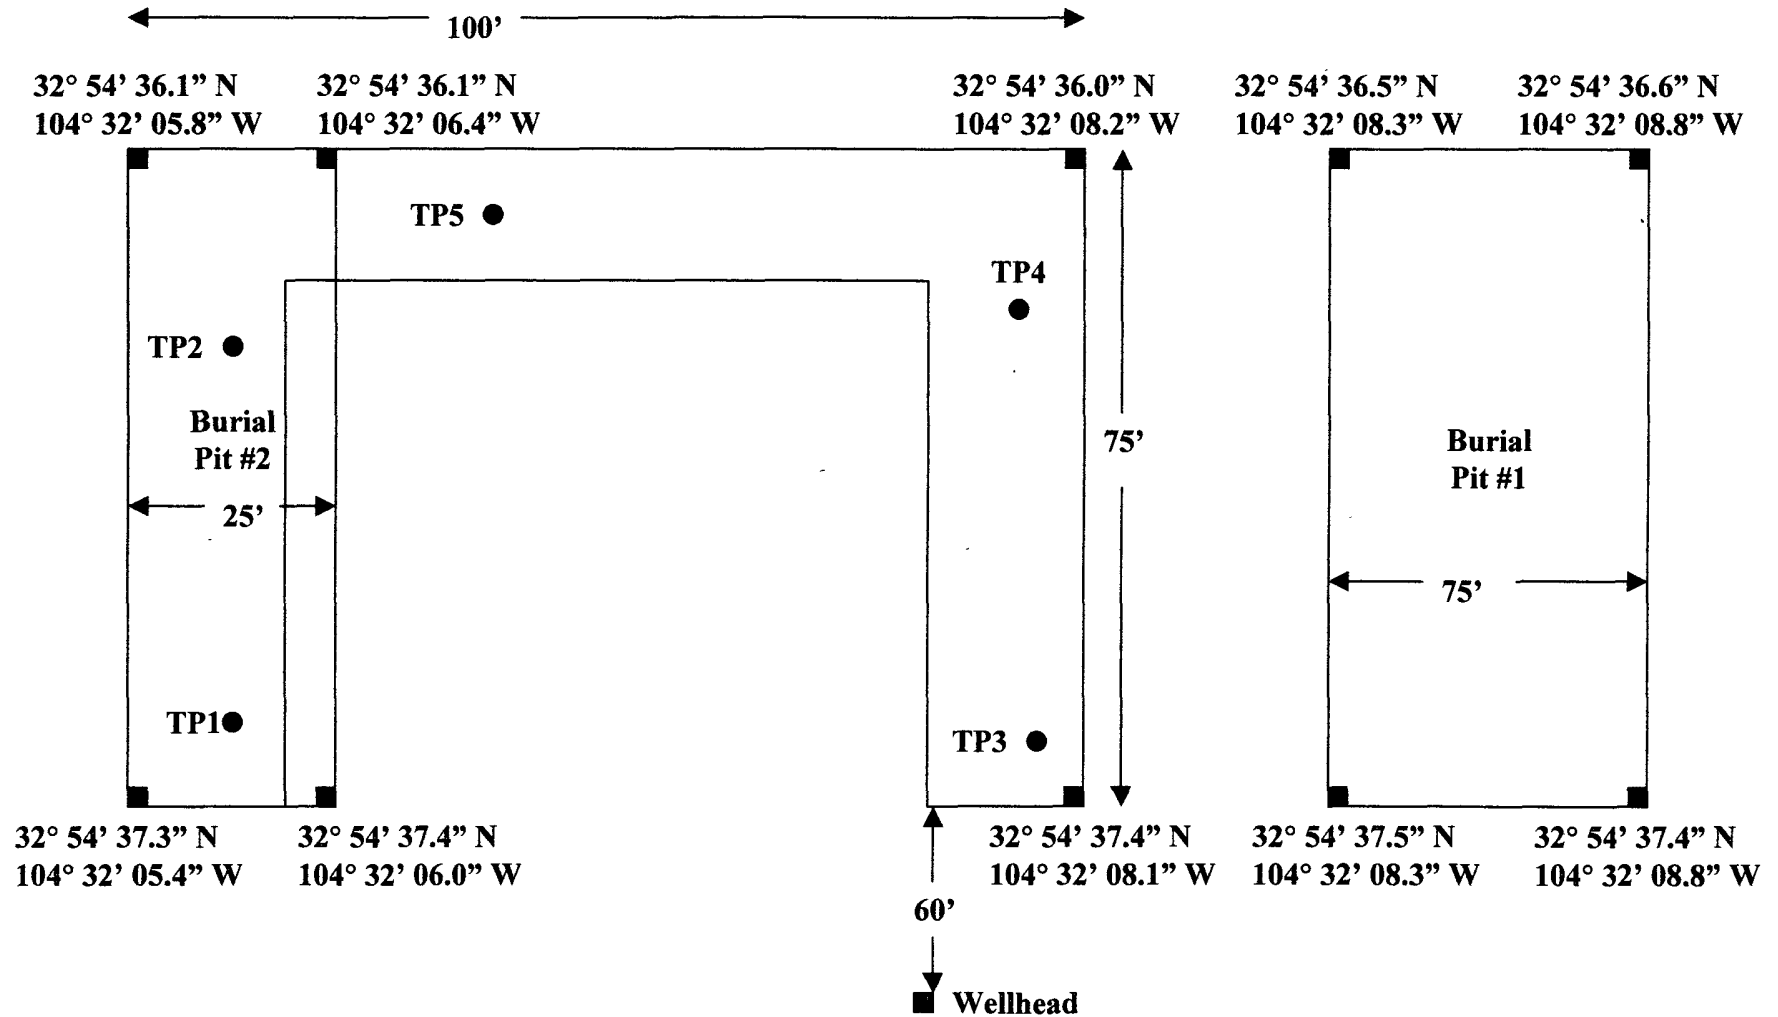 100’
32° 54’ 36.1” N
104° 32’ 05.8” W
32° 54’ 36.1” N
104° 32’ 06.4” W
32° 54’ 36.0” N
104° 32’ 08.2” W
32° 54’ 36.5” N
104° 32’ 08.3” W
32° 54’ 36.6” N
104° 32’ 08.8” W
TP5
TP4
TP2
Burial
Pit #2
75’
Burial
Pit #1
25’
75’
TP1
TP3
32° 54’ 37.3” N
104° 32’ 05.4” W
32° 54’ 37.4” N
104° 32’ 06.0” W
32° 54’ 37.4” N
104° 32’ 08.1” W
32° 54’ 37.5” N
104° 32’ 08.3” W
32° 54’ 37.4” N
104° 32’ 08.8” W
60’
Wellhead